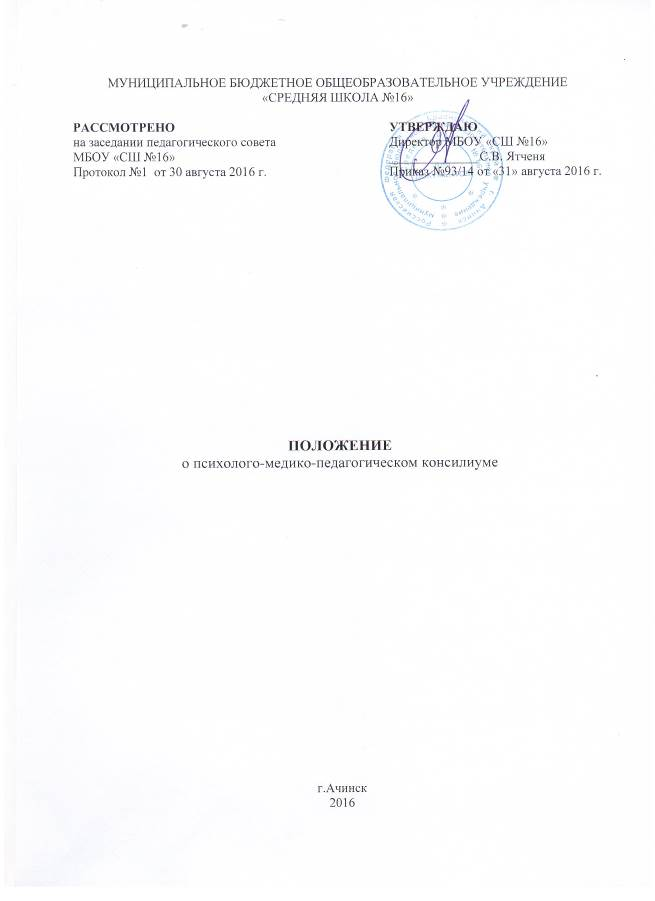 МУНИЦИПАЛЬНОЕ БЮДЖЕТНОЕ ОБЩЕОБРАЗОВАТЕЛЬНОЕ УЧРЕЖДЕНИЕ
«СРЕДНЯЯ ШКОЛА №16»
РАССМОТРЕНО
на заседании педагогического совета
МБОУ «СШ №16»
Протокол №1 от 30 августа 2016 г.
УТВЕРЖДАЮ
Директор МБОУ «СШ №16»
С.В. Ятченя
Приказ №93/14 от «31» августа 2016 г.
ПОЛОЖЕНИЕ
о психолого-медико-педагогическом консилиуме
г.Ачинск
2016